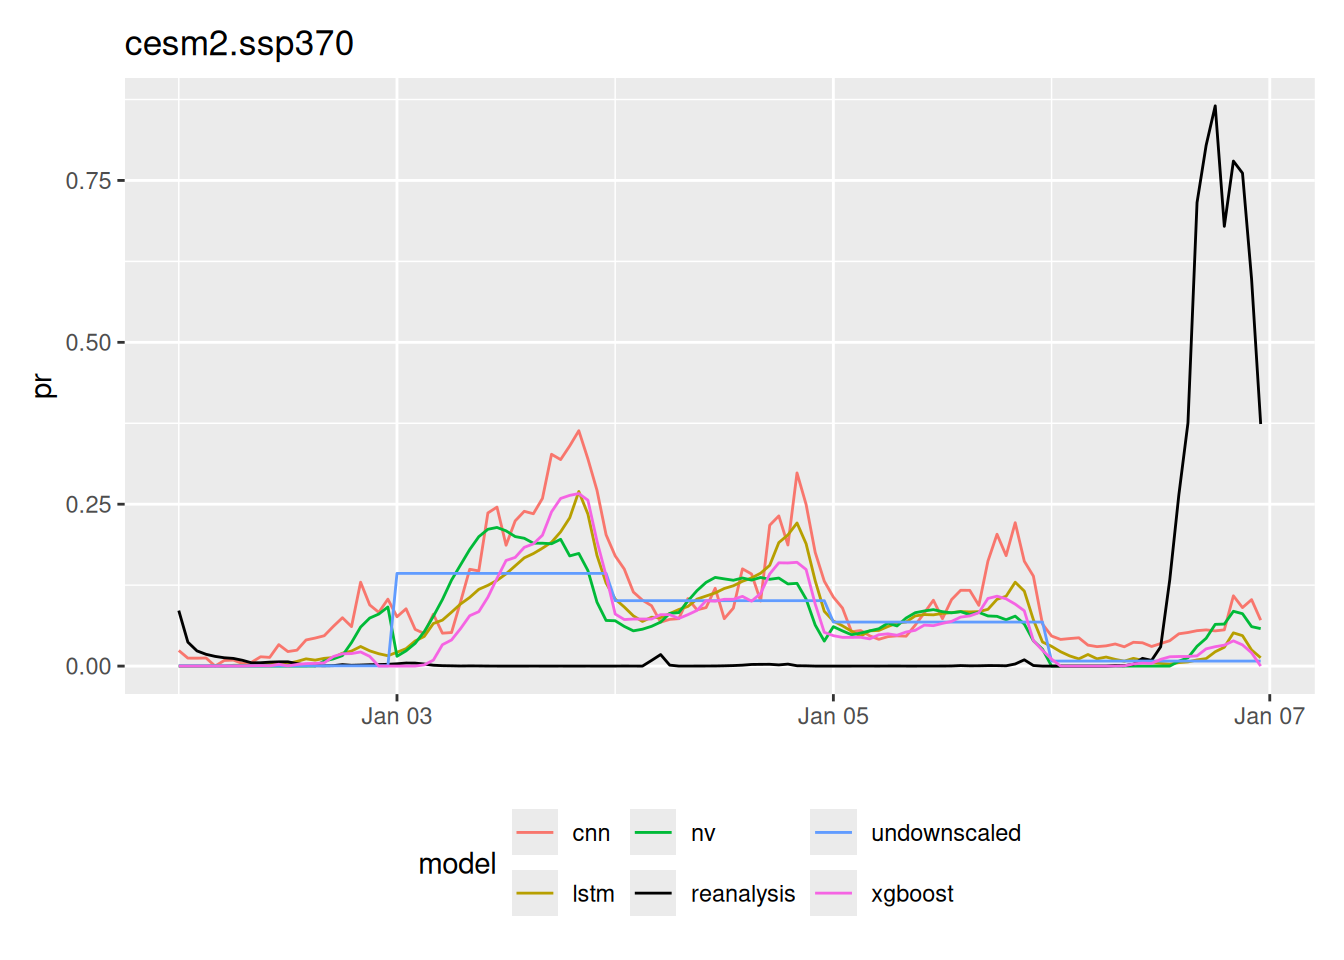 cesm2.ssp370
pr
0.75
0.50
0.25
0.00
Jan 03 Jan 05 Jan 07
model
cnn nv undownscaled
lstm reanalysis xgboost